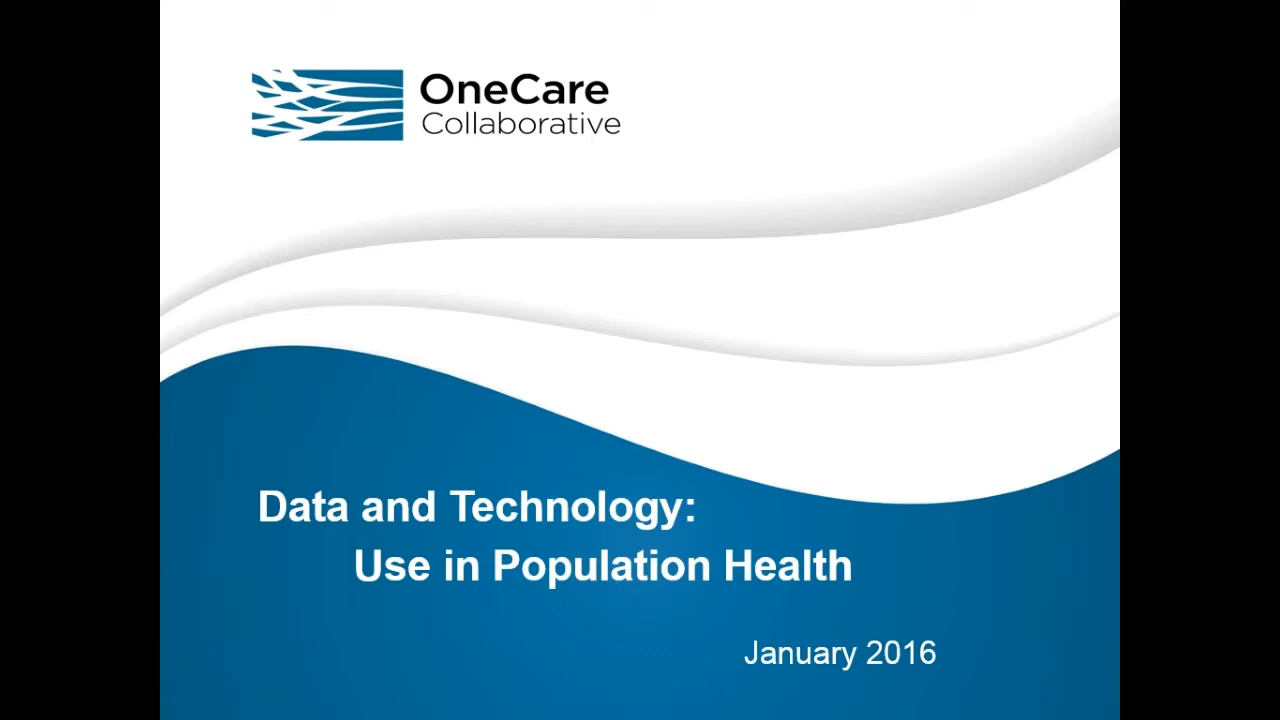 OneCare
Collaborative
Data and Technology:
Use in Population Health
January 2016